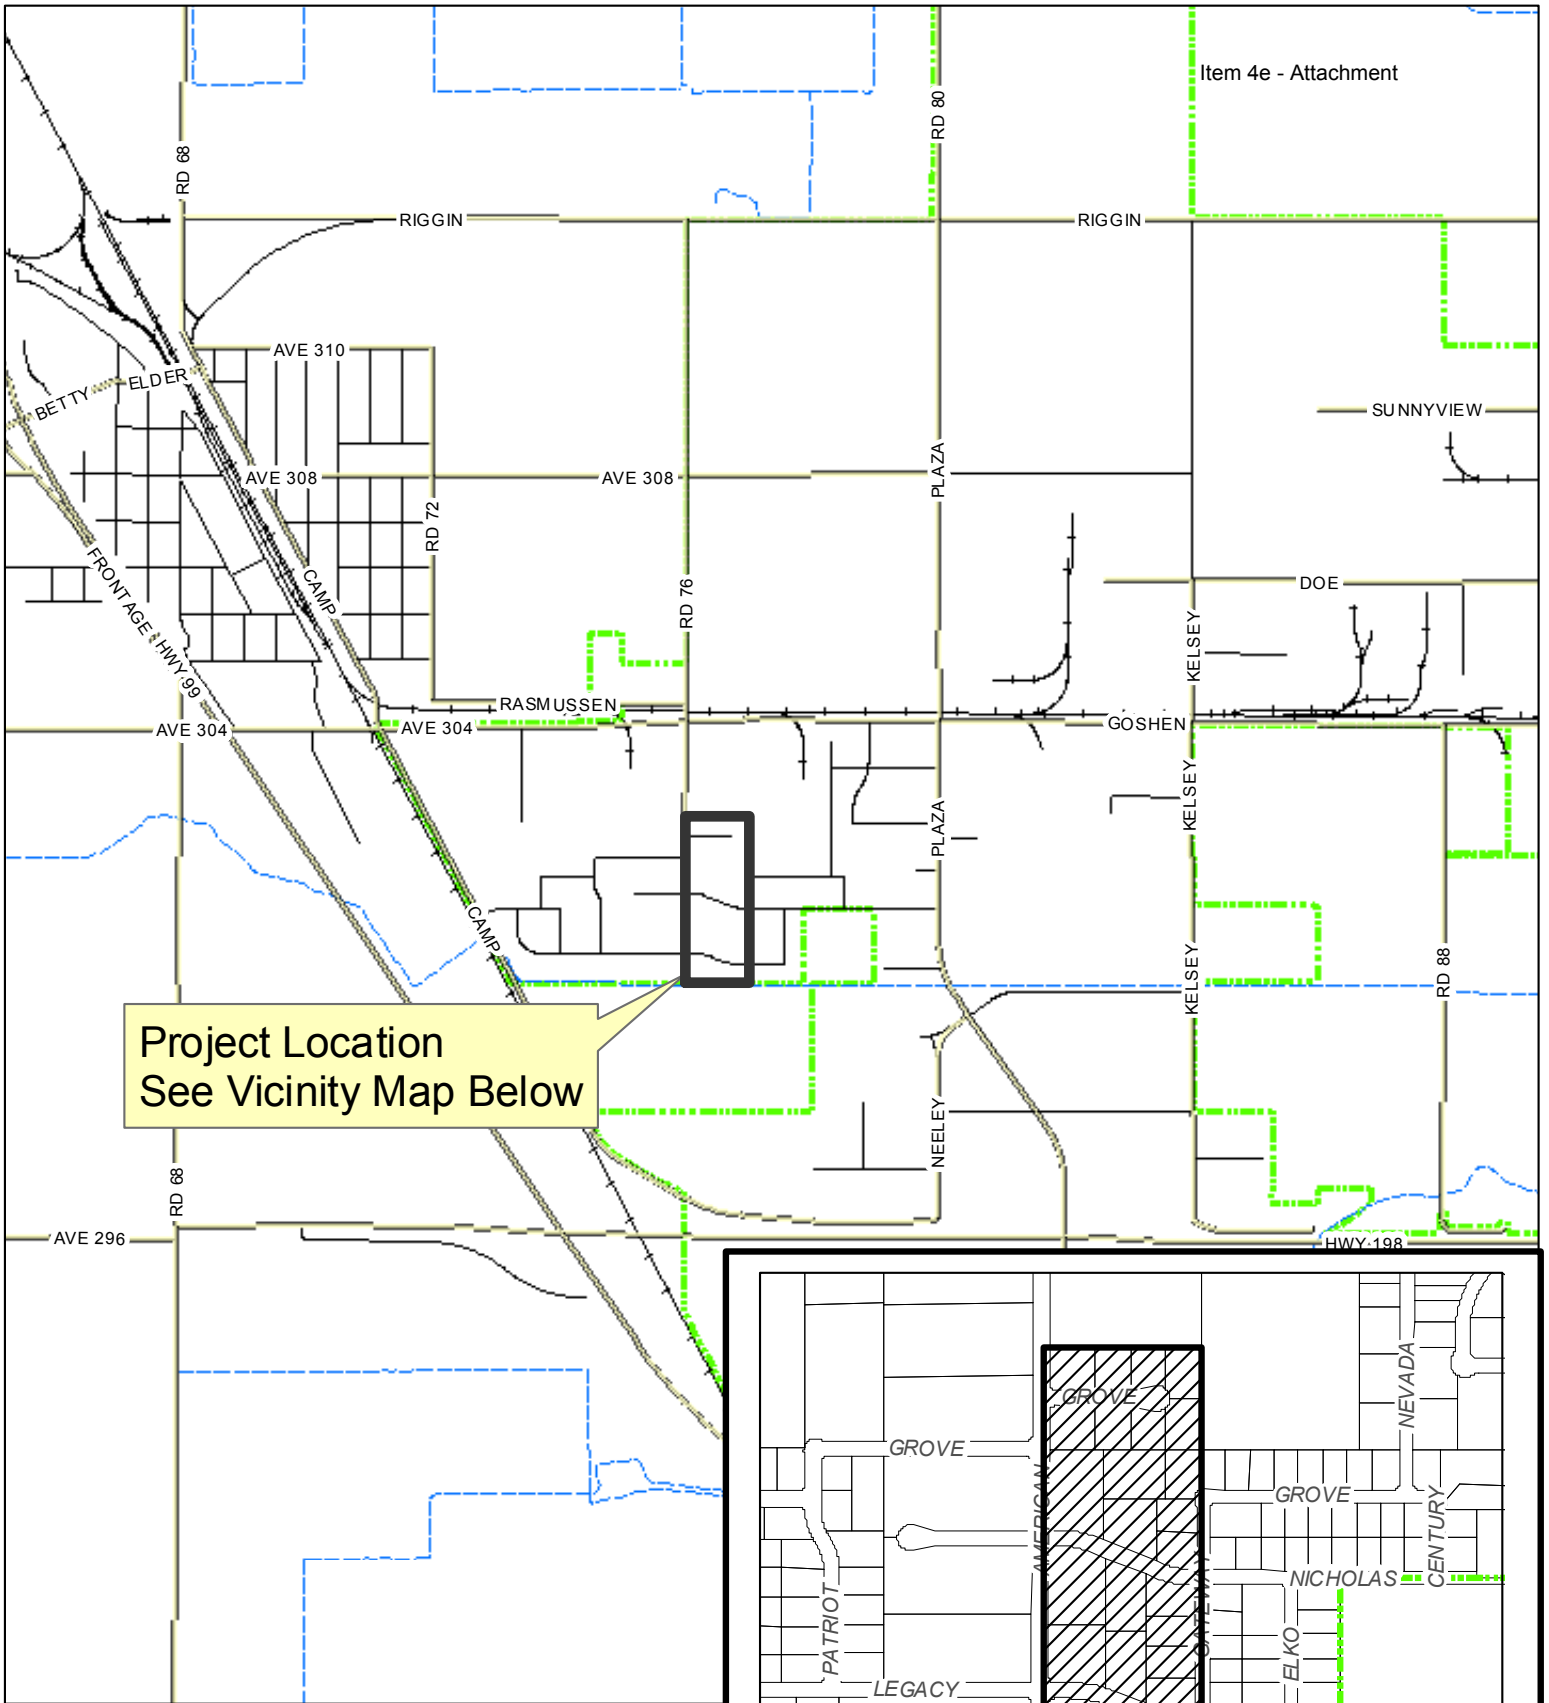 Item 4e - Attachment
RD 80
RD 68
RIGGIN
RIGGIN
AVE 310
ELDER
BETTY
SUNNYVIEW
PLAZA
AVE 308
AVE 308
RD 72
CAMP
FRONTAGE
HWY 99
RD 76
DOE
KELSEY
RASMUSSEN
AVE 304
AVE 304
GOSHEN
KELSEY
PLAZA
CAMP
KELSEY
RD 88
Project Location
See Vicinity Map Below
NEELEY
RD 68
AVE 296
HWY 198
NEVADA
GROVE
GROVE
AMERICAN
GROVE
CENTURY
NICHOLAS
GATEWAY
PATRIOT
ELKO
LEGACY